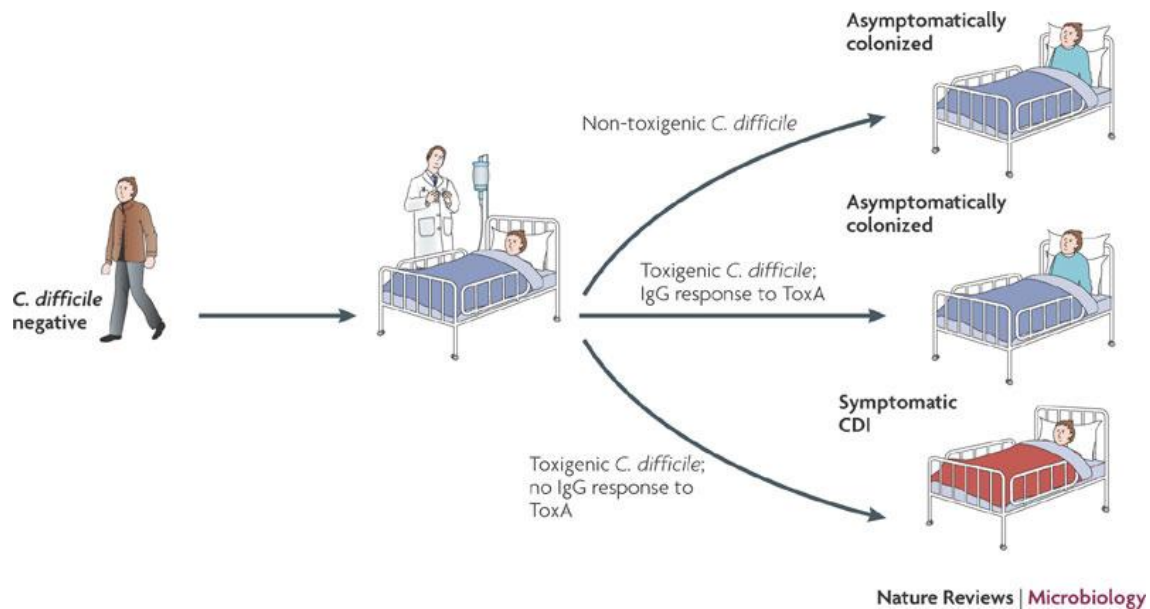 Asymptomatically
colonized
Non-toxigenic C. difficile
Asymptomatically
colonized
Toxigenic C. difficile;
IgG response to ToxA
C. difficile
negative
Symptomatic
CDI
Toxigenic C. difficile;
no IgG response to
ToxA
Nature Reviews | Microbiology